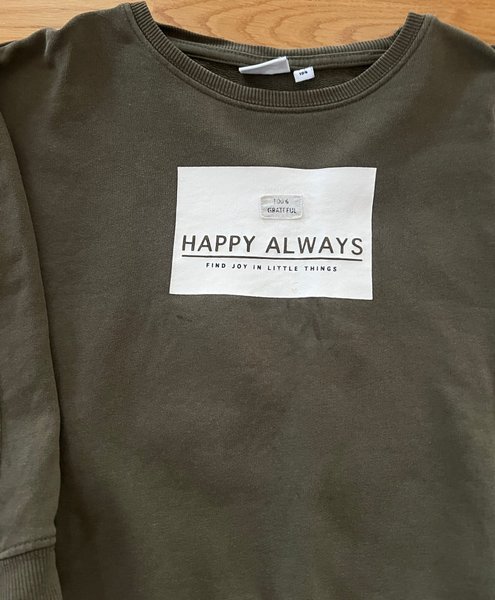 100%
GRATEFUL
HAPPY ALWAYS
FIND JOY IN LITTLE THINGS